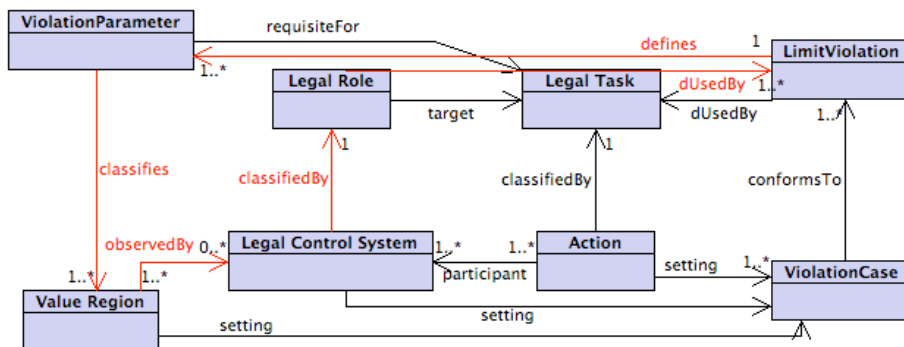 ViolationParameter
requisiteFor
defines
1
LimitViolation
1..*
Legal Role
Legal Task
dUsedBy
1..*
target
dUsedBy
1..*
1
1
classifies
classifiedBy
classifiedBy
conformsTo
observedBy
0..*
Legal Control System
1..*
1..*
Action
1..*
1..*
1..*
participant
setting
ViolationCase
Value Region
setting
setting